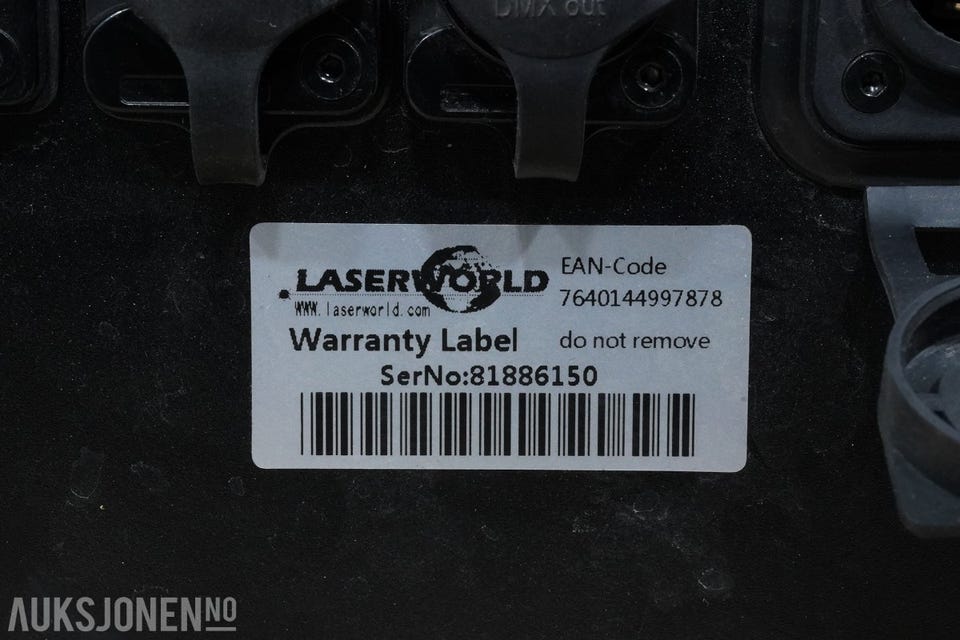 DMX out
LASERWORLD
www.laserworld.com
EAN-Code
7640144997878
Warranty Label
do not remove
SerNo:81886150
AUKSJONEN.NO